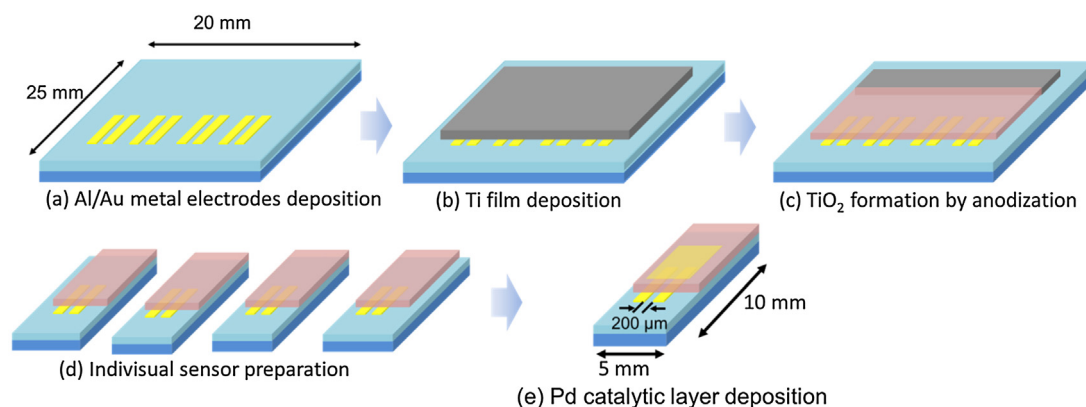 20 mm
25 mm
(a) Al/Au metal electrodes deposition
(b) Ti film deposition
(c) TiO₂ formation by anodization
(d) Indivisual sensor preparation
200 µm
10 mm
5 mm
(e) Pd catalytic layer deposition